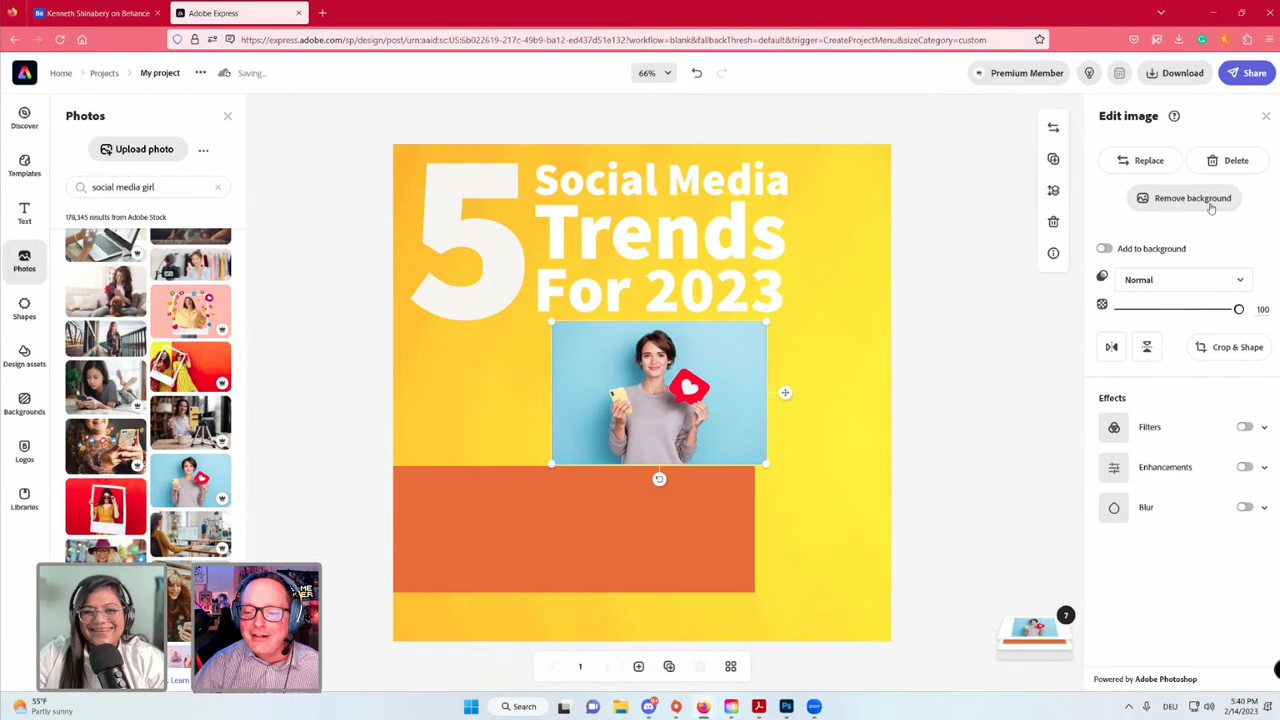 Kenneth Shinabery on Behance
Adobe Express
https://express.adobe.com/sp/design/post/urn:aaid:sc:US:6b022619-217c-49b9-ba12-ed437d51e132?workflow=blank&fallbackThresh=default&trigger=CreateProjectMenu&sizeCategory=custom
Home
Projects
My project
Saving...
66%
Premium Member
Download
Share
Discover
Templates
Text
Photos
Shapes
Design assets
Backgrounds
Logos
Libraries
Photos
Upload photo
social media girl
178,345 results from Adobe Stock
5
Social Media
Trends
For 2023
Edit image
Replace
Delete
Remove background
Add to background
Normal
100
Crop & Shape
Effects
Filters
Enhancements
Blur
7
1
Learn
Powered by Adobe Photoshop
55°F
Partly sunny
Search
DEU
5:40 PM
2/14/2023